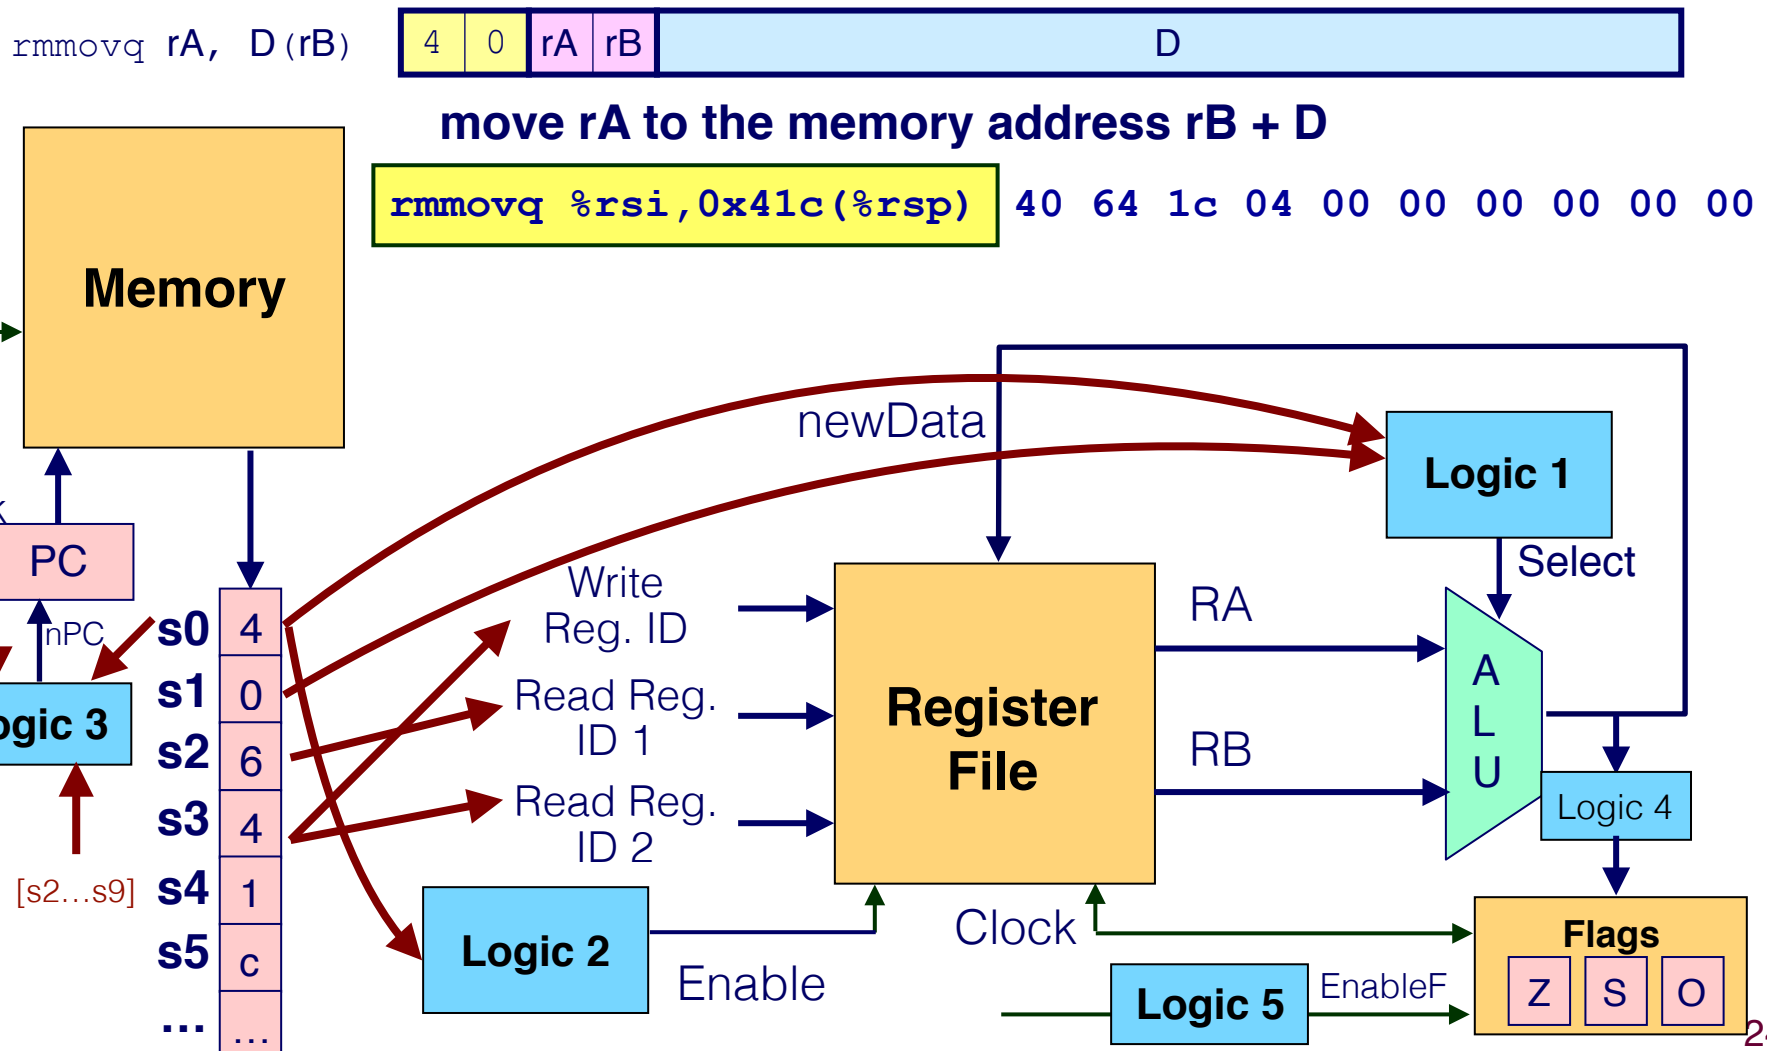 rmmovq rA, D(rB) 4 0 rA rB D
move rA to the memory address rB + D
rmmovq %rsi,0x41c(%rsp) 40 64 1c 04 00 00 00 00 00 00
Memory
newData
Logic 1
Select
PC
nPC
Logic 3
[s2...s9]
s0 4
s1 0
s2 6
s3 4
s4 1
s5 c
... ...
Write
Reg. ID
Read Reg.
ID 1
Read Reg.
ID 2
Register
File
RA
RB
A
L
U
Logic 4
Logic 2
Enable
Clock
Logic 5
EnableF
Flags
Z S O